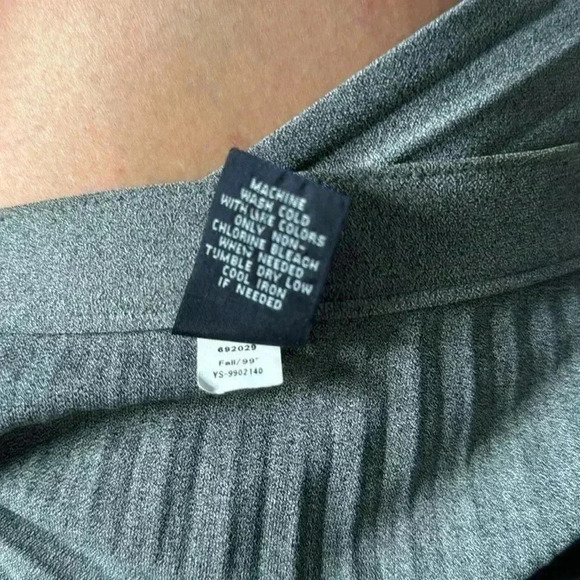 MACHINE
WASH COLD
WITH LIKE COLORS
ONLY NON-
CHLORINE BLEACH
WHEN NEEDED
TUMBLE DRY LOW
COOL IRON
IF NEEDED
692029
Fall/99'
YS-9902140